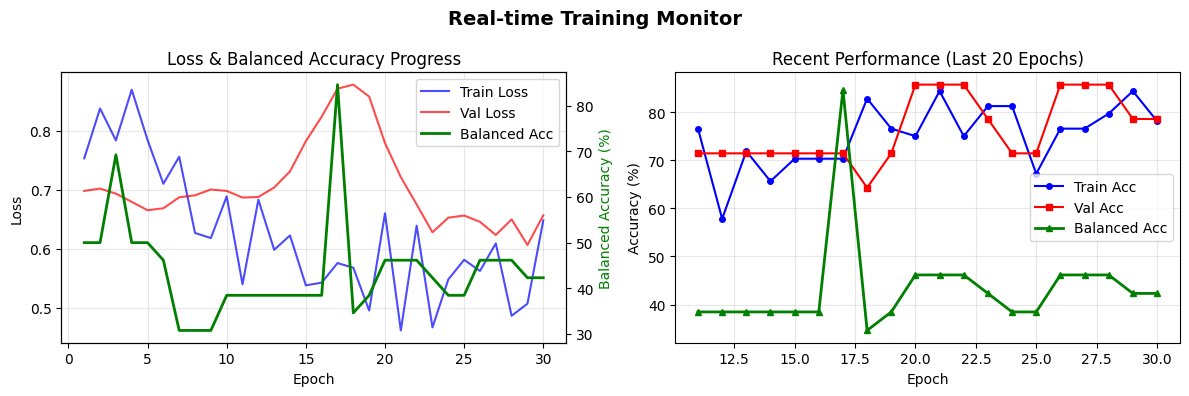 Real-time Training Monitor
Loss & Balanced Accuracy Progress
Train Loss
Val Loss
Balanced Acc
0.8
0.7
0.6
0.5
Loss
80
70
60
50
40
30
Balanced Accuracy (%)
0
5
10
15
20
25
30
Epoch
Recent Performance (Last 20 Epochs)
80
70
60
50
40
Accuracy (%)
Train Acc
Val Acc
Balanced Acc
12.5
15.0
17.5
20.0
22.5
25.0
27.5
30.0
Epoch